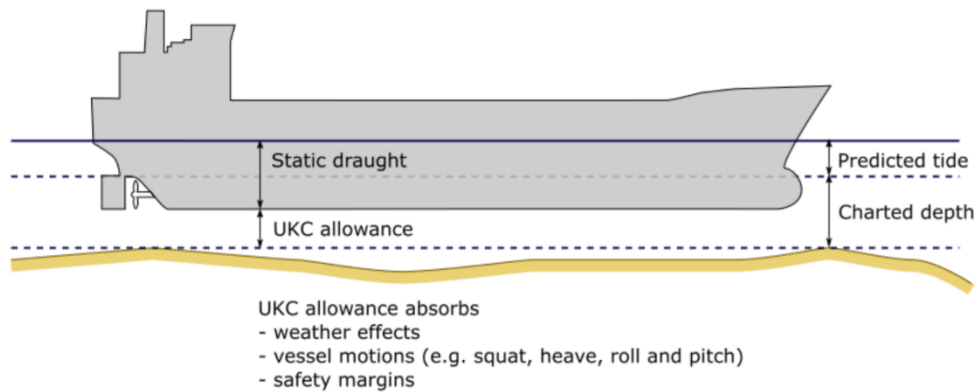 Static draught
Predicted tide
UKC allowance
Charted depth
UKC allowance absorbs
- weather effects
- vessel motions (e.g. squat, heave, roll and pitch)
- safety margins